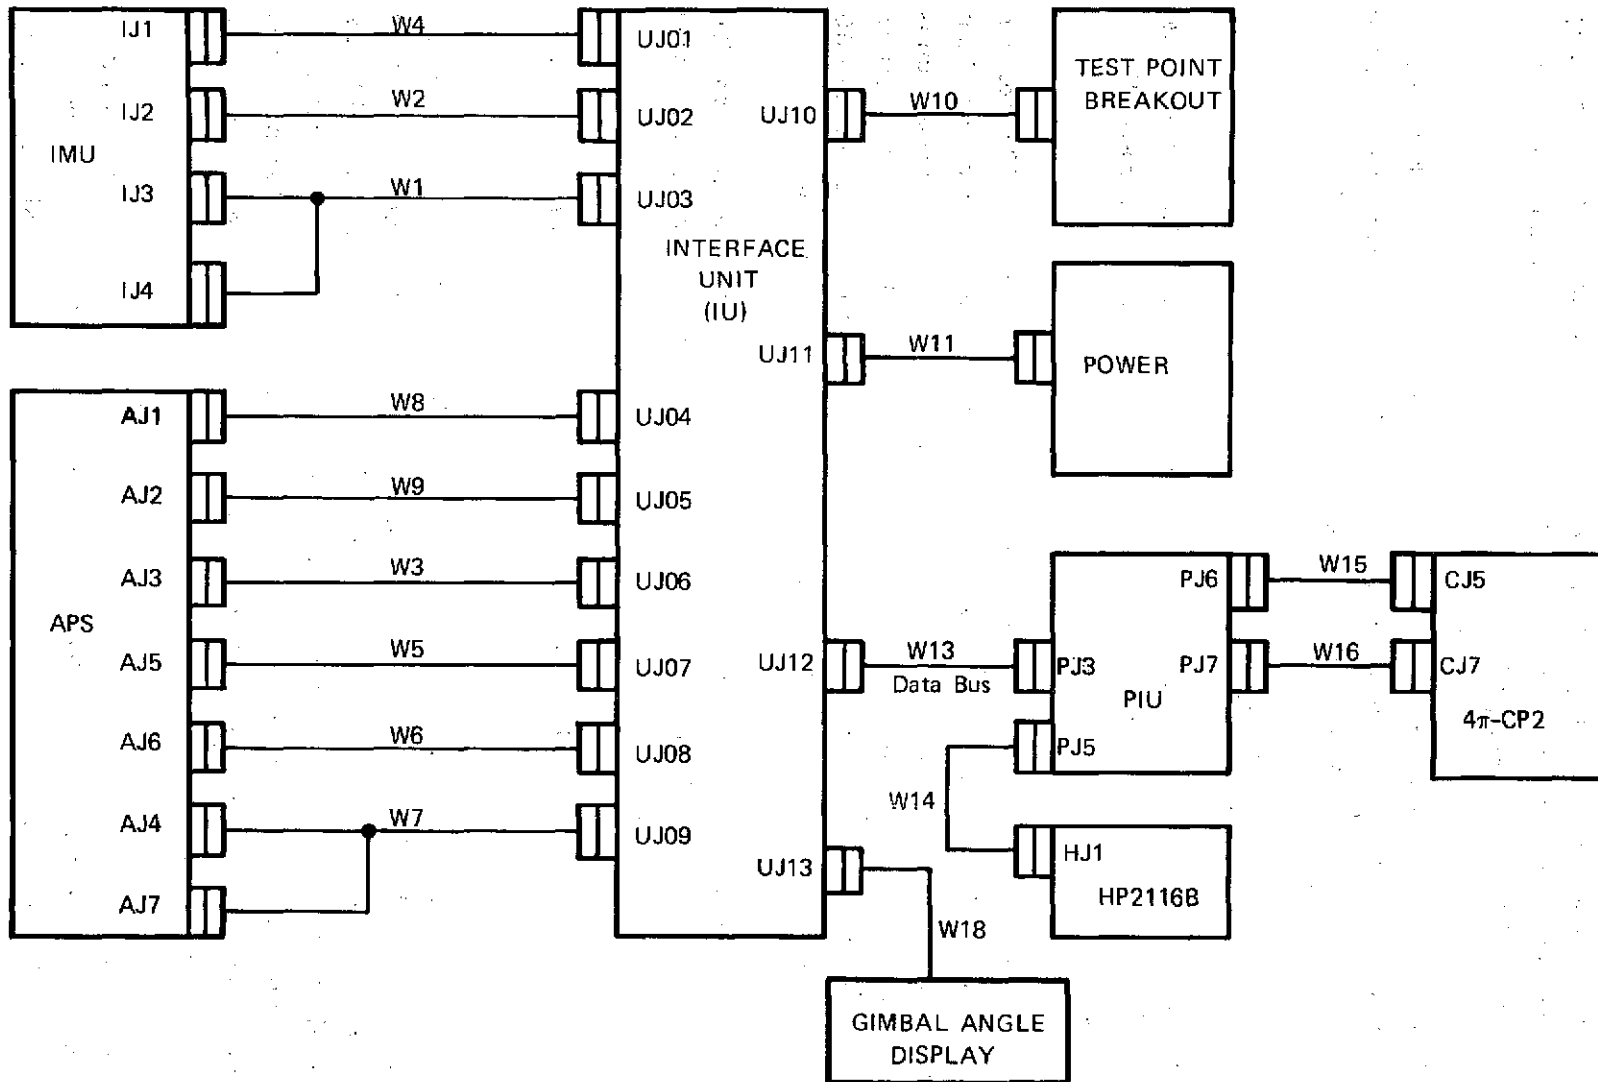 IJ1
W4
UJ01
IJ2
W2
UJ02
IMU
IJ3
W1
UJ03
IJ4
INTERFACE
UNIT
(IU)
UJ10
W10
TEST POINT
BREAKOUT
UJ11
W11
POWER
AJ1
W8
UJ04
AJ2
W9
UJ05
AJ3
W3
UJ06
APS
AJ5
W5
UJ07
AJ6
W6
UJ08
AJ4
W7
UJ09
AJ7
UJ12
W13
Data Bus
PJ3
PIU
PJ6
W15
CJ5
PJ7
W16
CJ7
4π-CP2
PJ5
W14
HJ1
HP2116B
UJ13
W18
GIMBAL ANGLE
DISPLAY